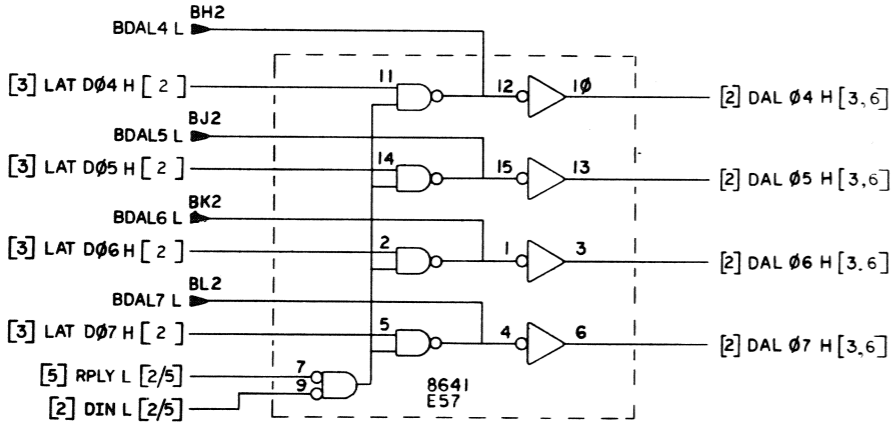 BH2
BDAL4 L
[3] LAT DØ4 H [ 2 ]
11
12
1Ø
[2] DAL Ø4 H [3,6]
BJ2
BDAL5 L
[3] LAT DØ5 H [ 2 ]
14
15
13
[2] DAL Ø5 H [3,6]
BK2
BDAL6 L
[3] LAT DØ6 H [ 2 ]
2
1
3
[2] DAL Ø6 H [3.6]
BL2
BDAL7 L
[3] LAT DØ7 H [ 2 ]
5
4
6
[2] DAL Ø7 H [3,6]
[5] RPLY L [2/5]
7
[2] DIN L [2/5]
9
8641
E57